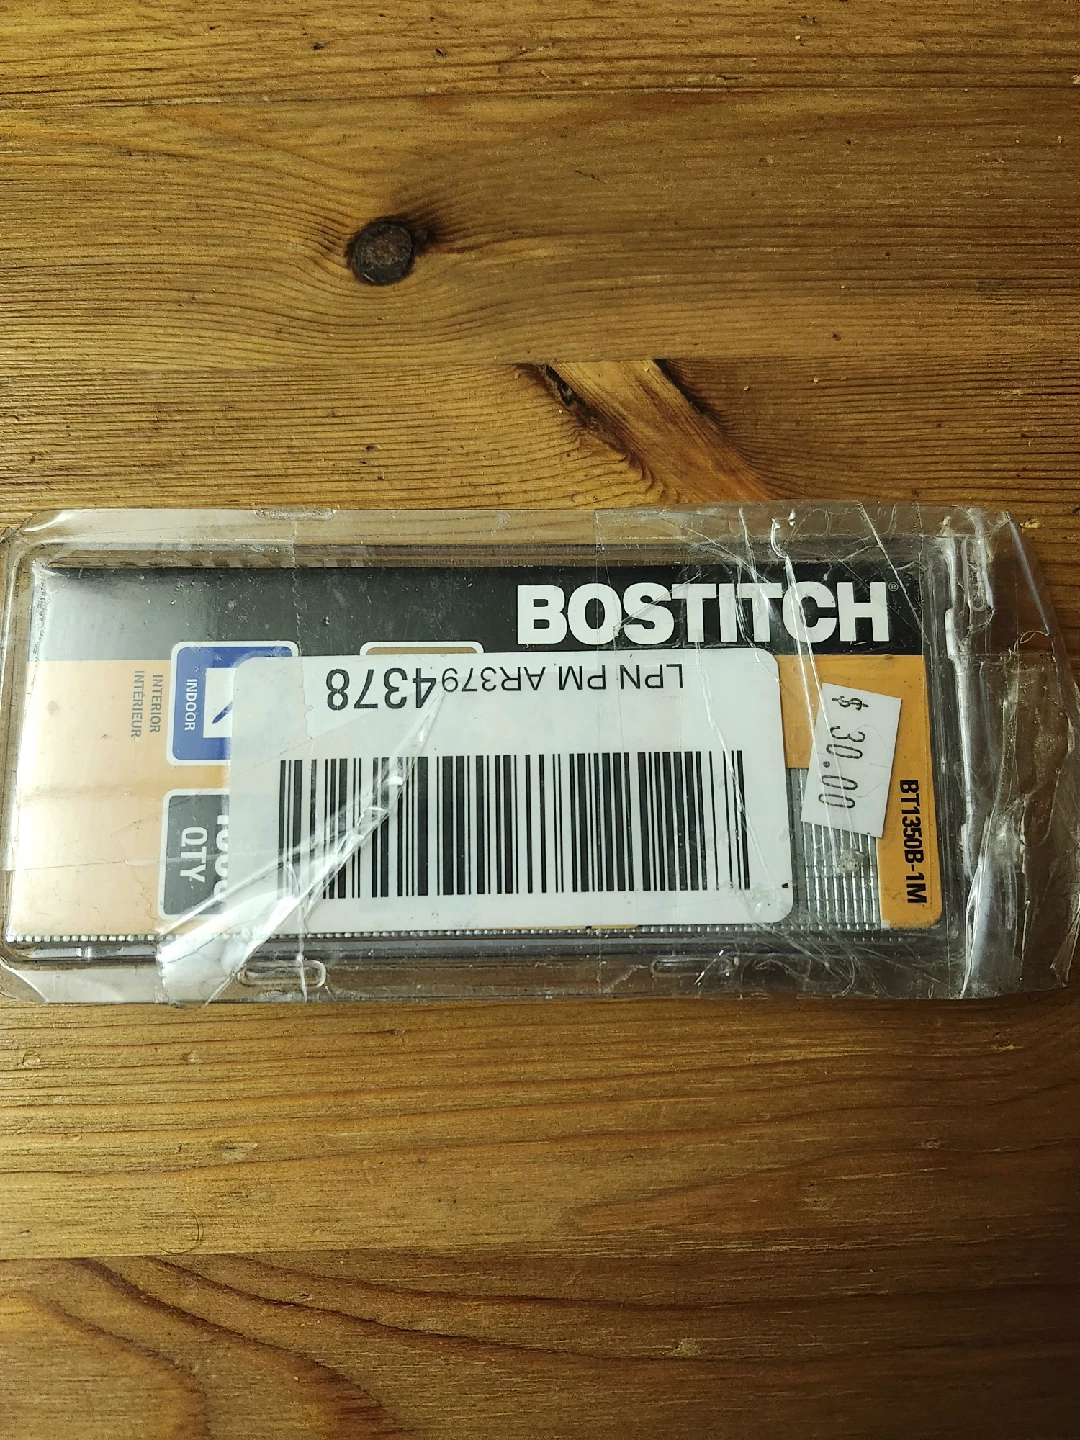 BOSTITCH®
LPN PM AR3794378
$ 30.00
BT1350B-1M
INDOOR
INTERIOR
INTÉRIEUR
QTY